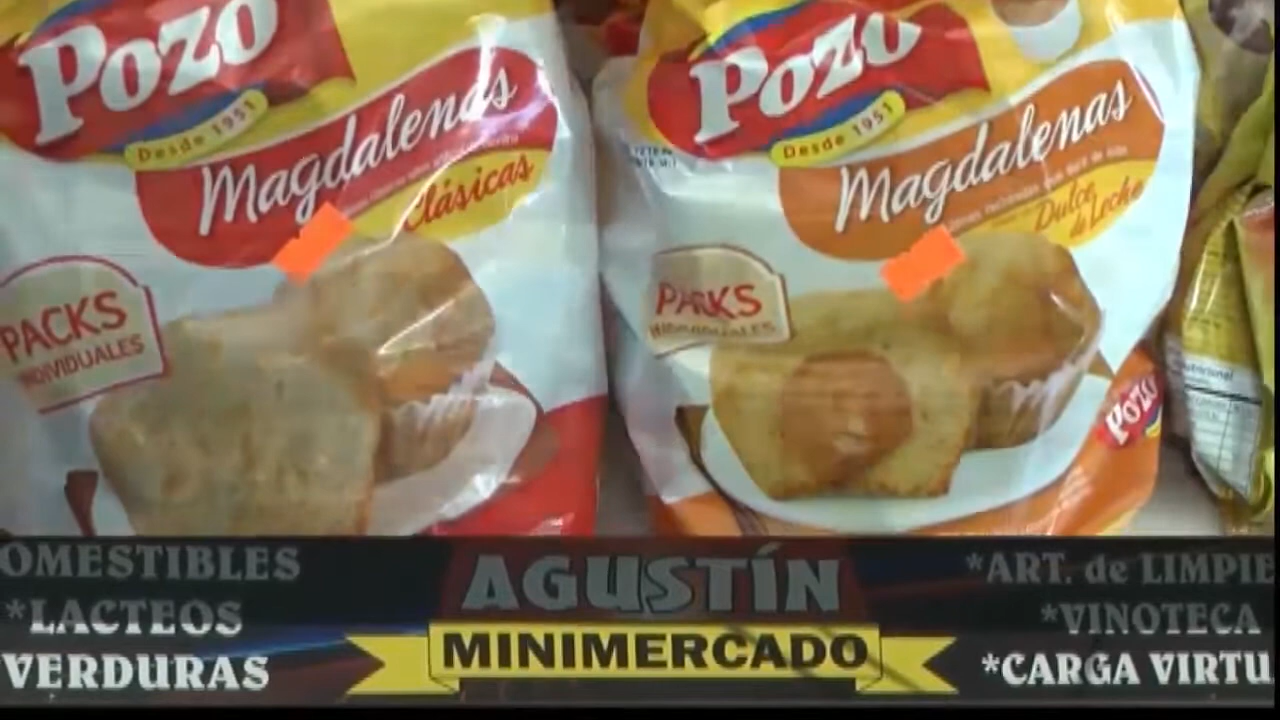 Pozo
Desde 1951
Magdalenas
Clásicas
PACKS
INDIVIDUALES
Pozo
Desde 1951
Magdalenas
Dulce
de Leche
PACKS
INDIVIDUALES
Pozo
OMESTIBLES
*LACTEOS
VERDURAS
AGUSTÍN
MINIMERCADO
*ART. de LIMPIE
*VINOTECA
*CARGA VIRTU